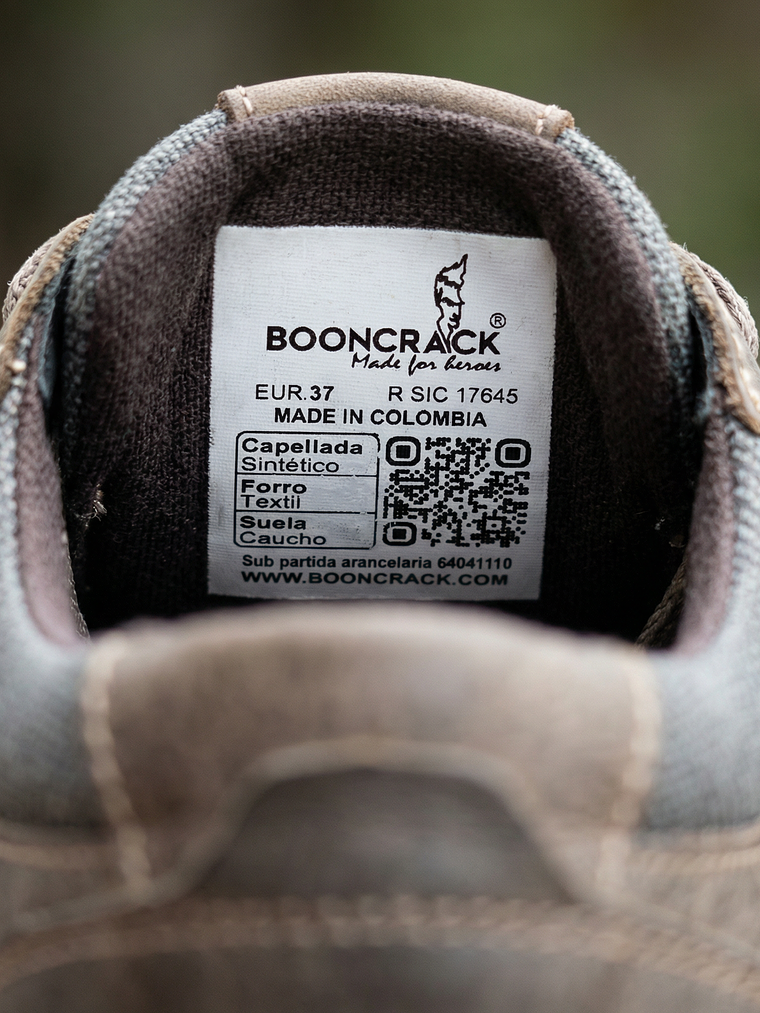 BOONCRACK®
Made for heroes
EUR.37 R SIC 17645
MADE IN COLOMBIA
Capellada
Sintético
Forro
Textil
Suela
Caucho
Sub partida arancelaria 64041110
WWW.BOONCRACK.COM